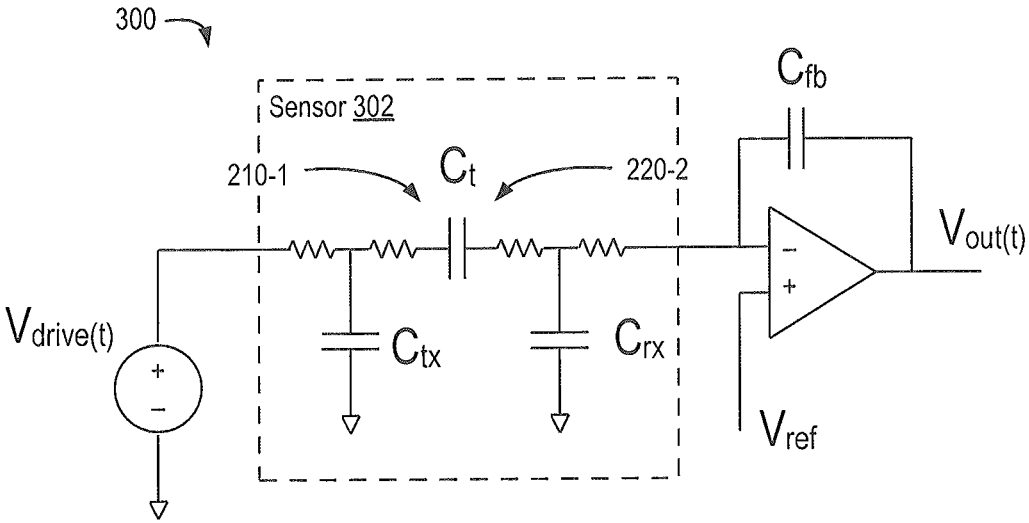 300
C_fb
Sensor 302
210-1
C_t
220-2
V_out(t)
−
+
V_drive(t)
+
−
C_tx
C_rx
V_ref